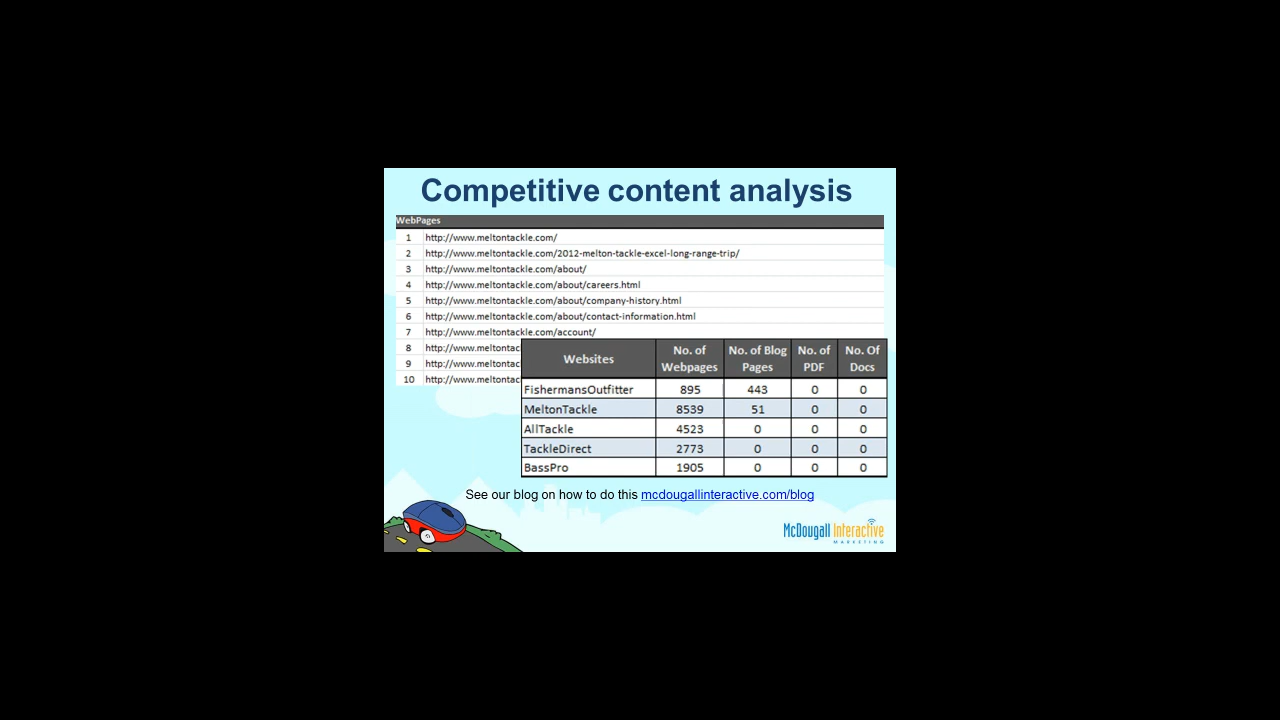 Competitive content analysis
WebPages
1 http://www.meltontackle.com/
2 http://www.meltontackle.com/2012-melton-tackle-excel-long-range-trip/
3 http://www.meltontackle.com/about/
4 http://www.meltontackle.com/about/careers.html
5 http://www.meltontackle.com/about/company-history.html
6 http://www.meltontackle.com/about/contact-information.html
7 http://www.meltontackle.com/account/
8 http://www.meltontac
9 http://www.meltontac
10 http://www.meltontac
Websites No. of Webpages No. of Blog Pages No. of PDF No. Of Docs
FishermansOutfitter 895 443 0 0
MeltonTackle 8539 51 0 0
AllTackle 4523 0 0 0
TackleDirect 2773 0 0 0
BassPro 1905 0 0 0
See our blog on how to do this mcdougallinteractive.com/blog
McDougall Interactive
MARKETING